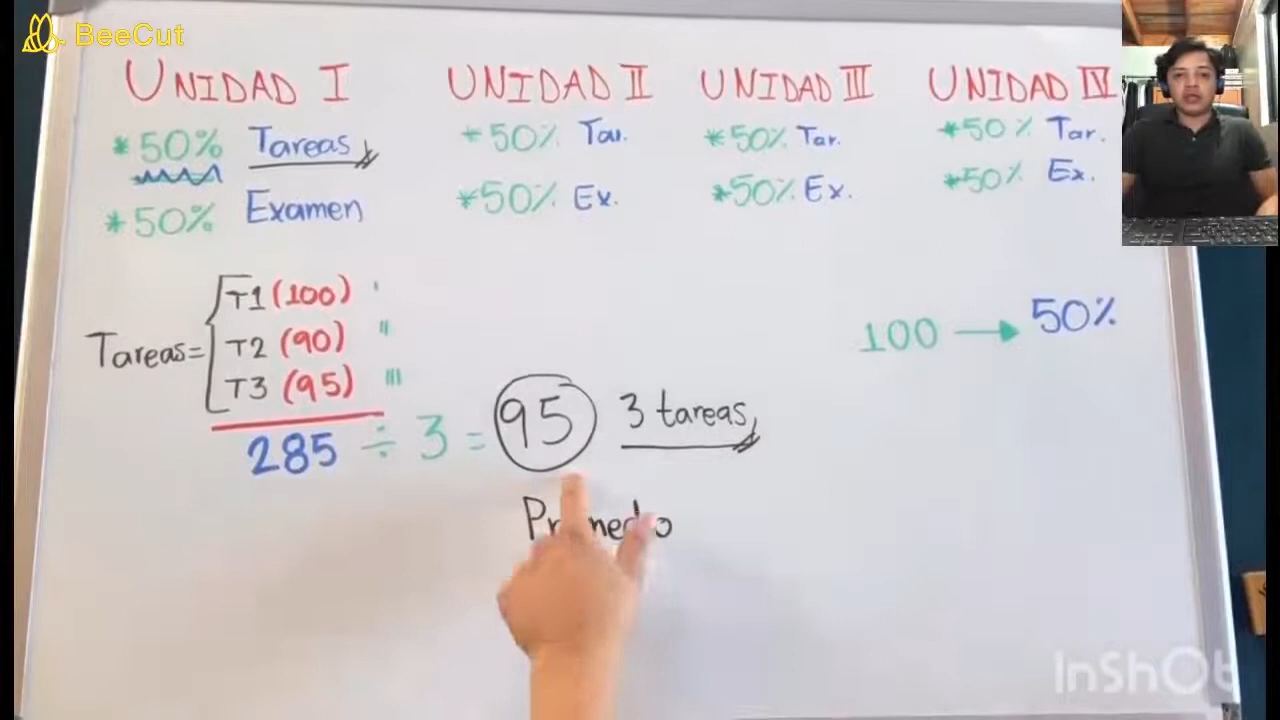 BeeCut
UNIDAD I
*50% Tareas
*50% Examen
UNIDAD II
*50% Tar.
*50% Ex.
UNIDAD III
*50% Tar.
*50% Ex.
UNIDAD IV
*50% Tar.
*50% Ex.
Tareas=
T1 (100) I
T2 (90) II
T3 (95) III
285 ÷ 3 = 95 3 tareas
100 → 50%
InShOt